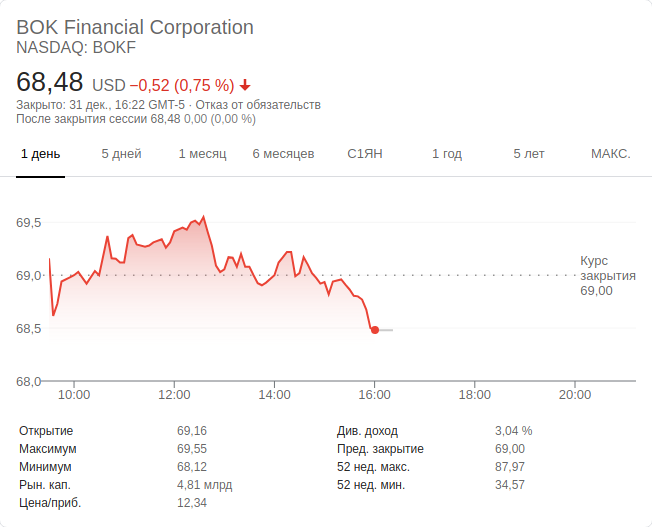 BOK Financial Corporation
NASDAQ: BOKF
68,48 USD −0,52 (0,75 %)
Закрыто: 31 дек., 16:22 GMT-5 · Отказ от обязательств
После закрытия сессии 68,48 0,00 (0,00 %)
1 день 5 дней 1 месяц 6 месяцев С1ЯН 1 год 5 лет МАКС.
69,5
69,0
68,5
68,0
Курс
закрытия
69,00
10:00 12:00 14:00 16:00 18:00 20:00
Открытие 69,16 Див. доход 3,04 %
Максимум 69,55 Пред. закрытие 69,00
Минимум 68,12 52 нед. макс. 87,97
Рын. кап. 4,81 млрд 52 нед. мин. 34,57
Цена/приб. 12,34